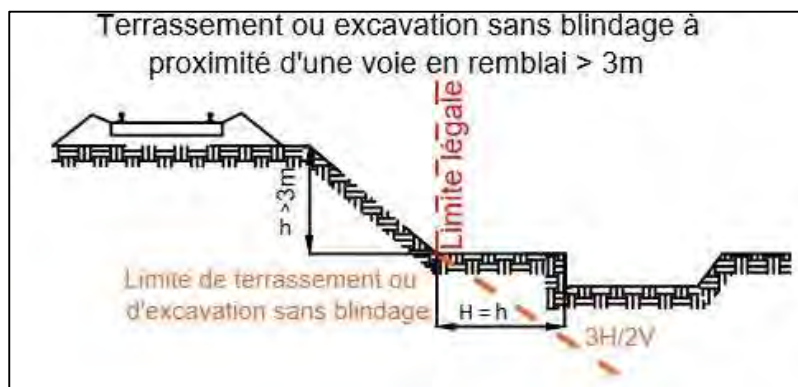 Terrassement ou excavation sans blindage à
proximité d'une voie en remblai > 3m
Limite légale
h >3m
Limite de terrassement ou
d'excavation sans blindage
H = h
3H/2V